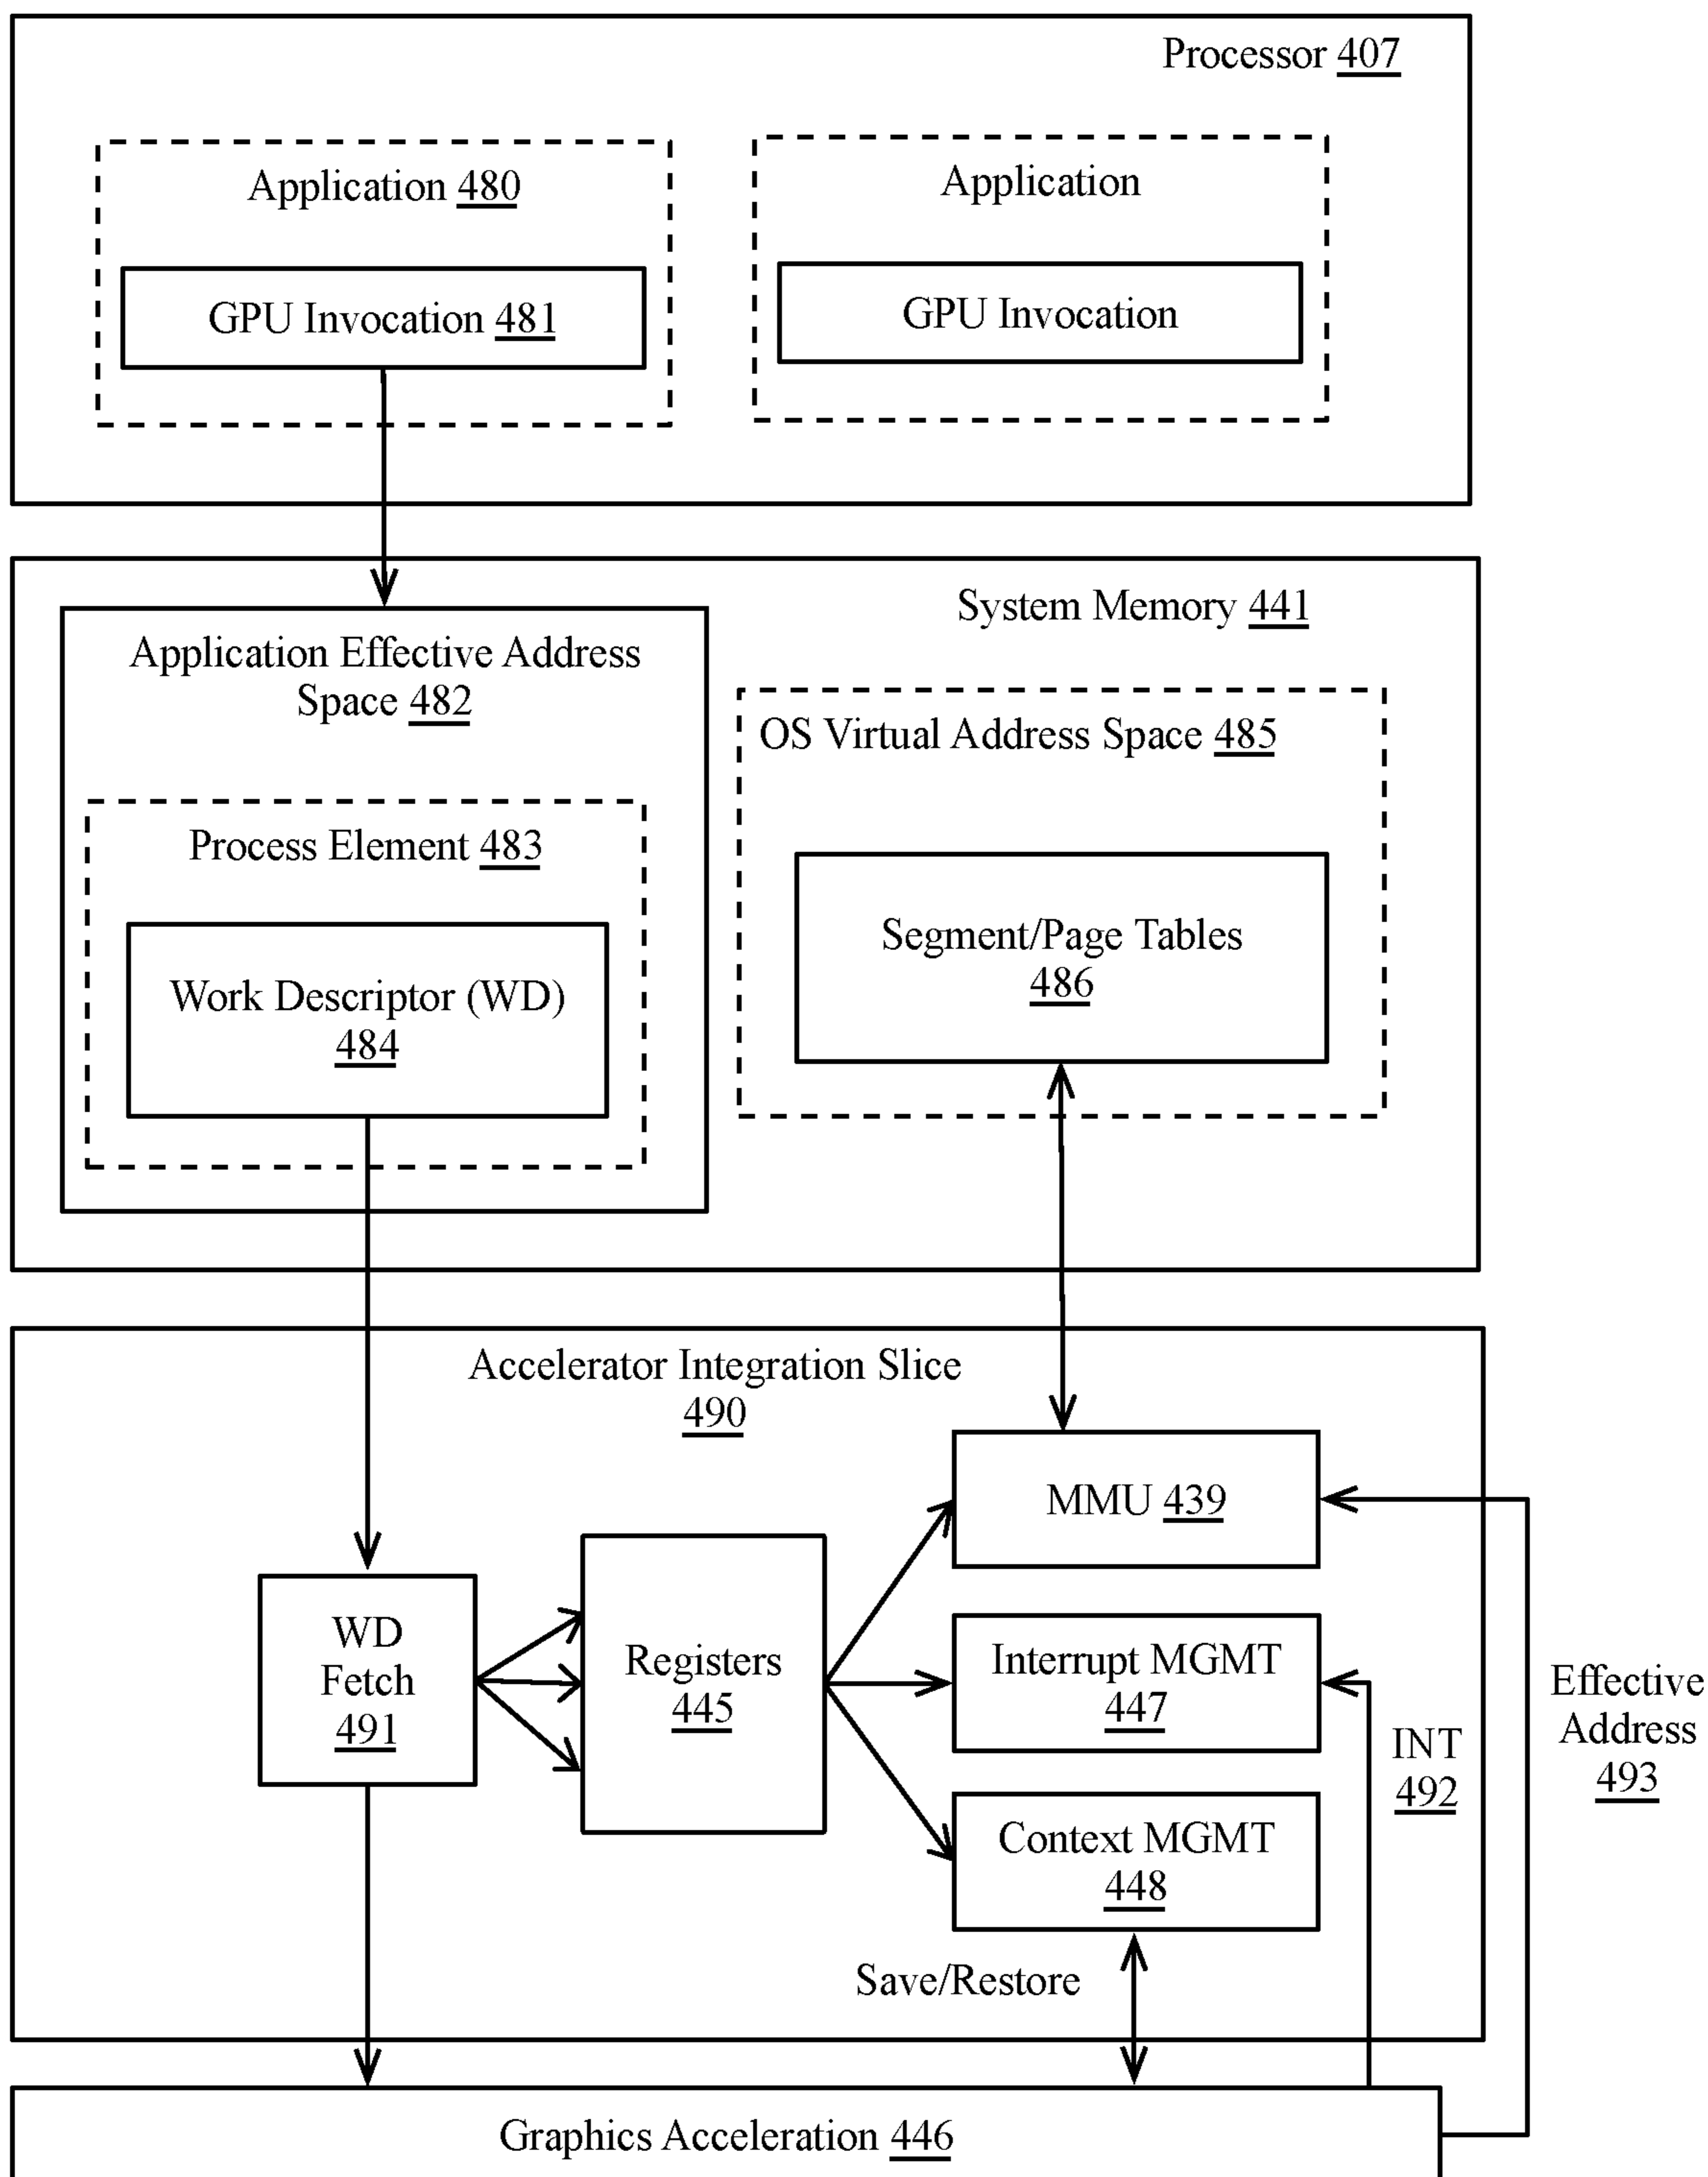 Processor 407
Application 480
Application
GPU Invocation 481
GPU Invocation
System Memory 441
Application Effective Address
Space 482
OS Virtual Address Space 485
Process Element 483
Segment/Page Tables
486
Work Descriptor (WD)
484
Accelerator Integration Slice
490
MMU 439
WD
Fetch
491
Registers
445
Interrupt MGMT
447
Effective
Address
493
INT
492
Context MGMT
448
Save/Restore
Graphics Acceleration 446